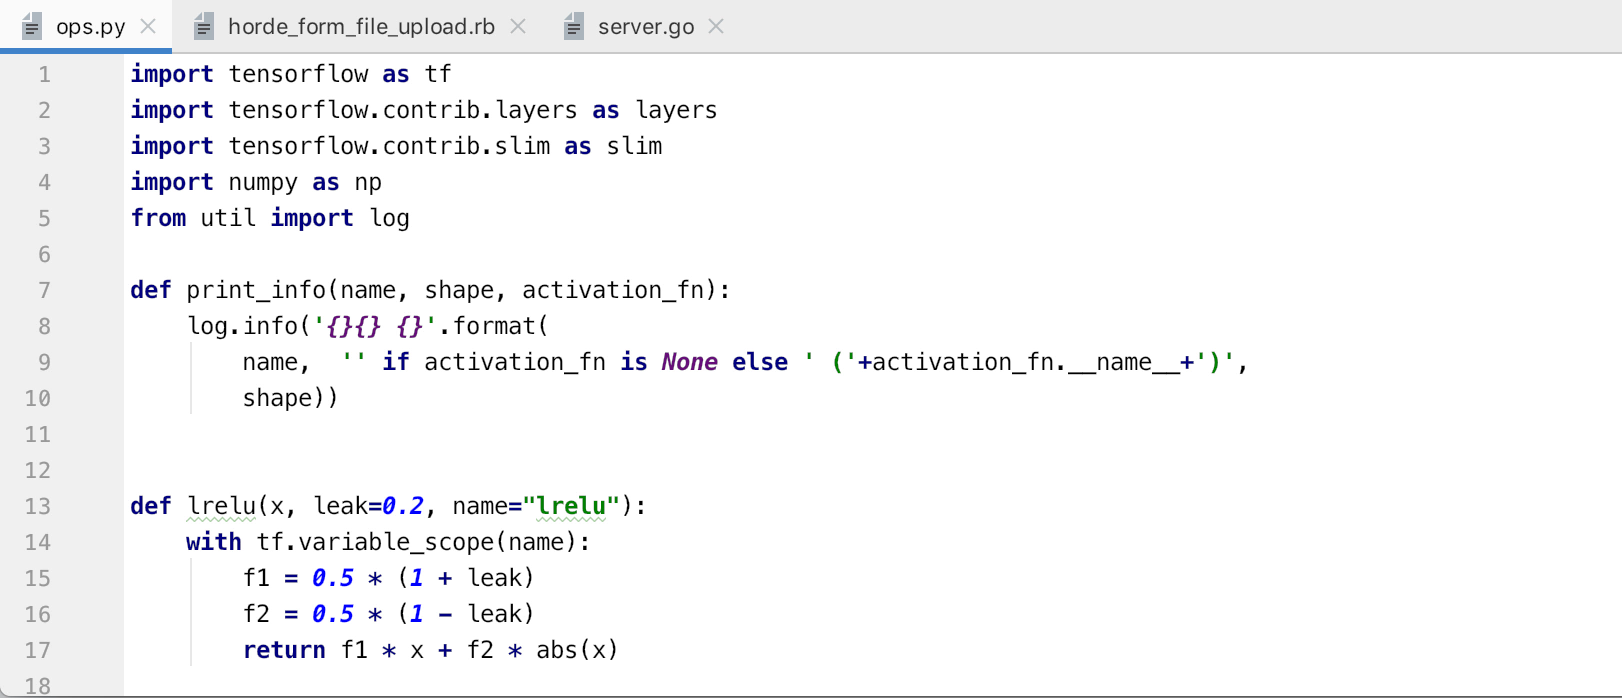 ops.py horde_form_file_upload.rb server.go
1 import tensorflow as tf
2 import tensorflow.contrib.layers as layers
3 import tensorflow.contrib.slim as slim
4 import numpy as np
5 from util import log
6
7 def print_info(name, shape, activation_fn):
8     log.info('{}{} {}'.format(
9         name,  '' if activation_fn is None else ' ('+activation_fn.__name__+')',
10         shape))
11
12
13 def lrelu(x, leak=0.2, name="lrelu"):
14     with tf.variable_scope(name):
15         f1 = 0.5 * (1 + leak)
16         f2 = 0.5 * (1 - leak)
17         return f1 * x + f2 * abs(x)
18